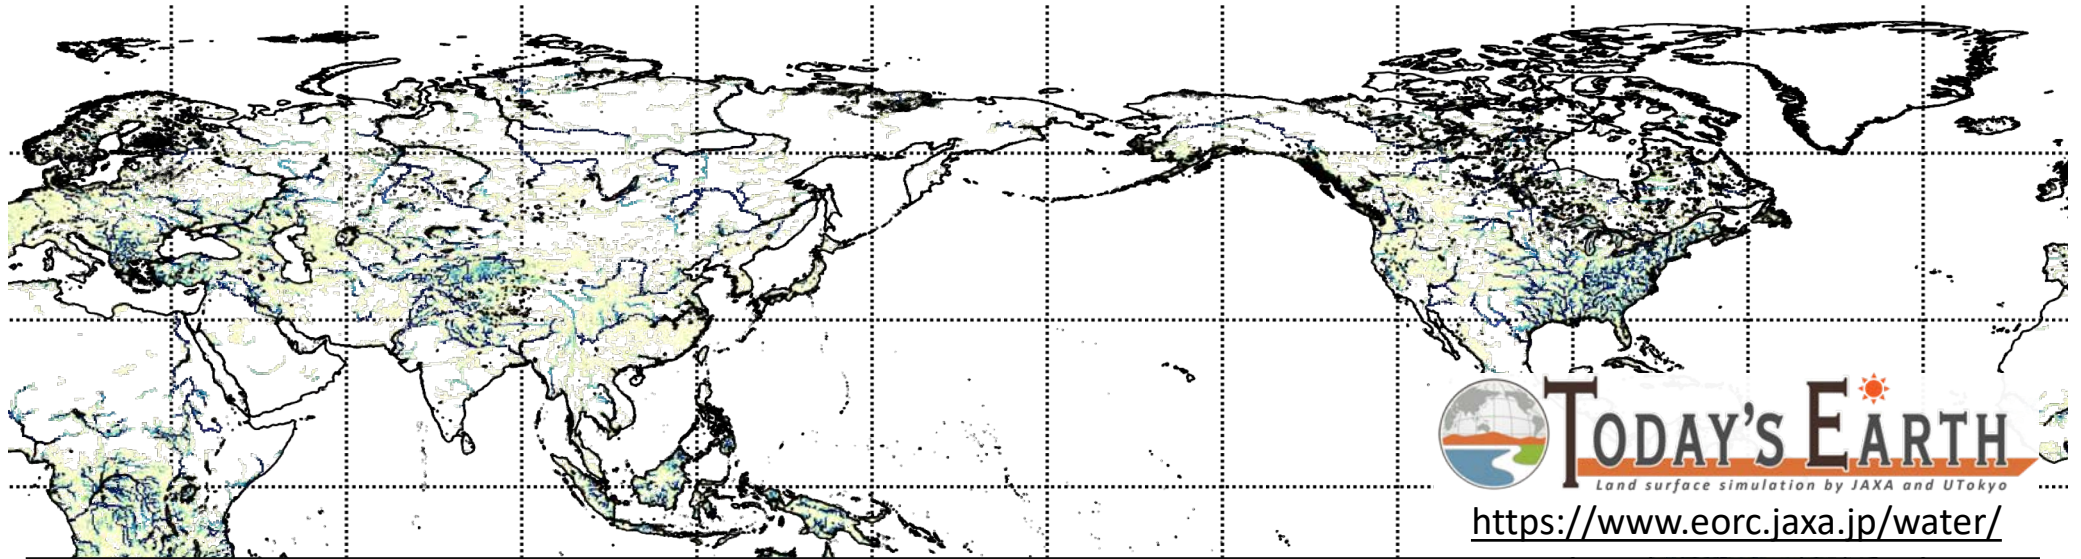 TODAY'S EARTH
Land surface simulation by JAXA and UTokyo
https://www.eorc.jaxa.jp/water/